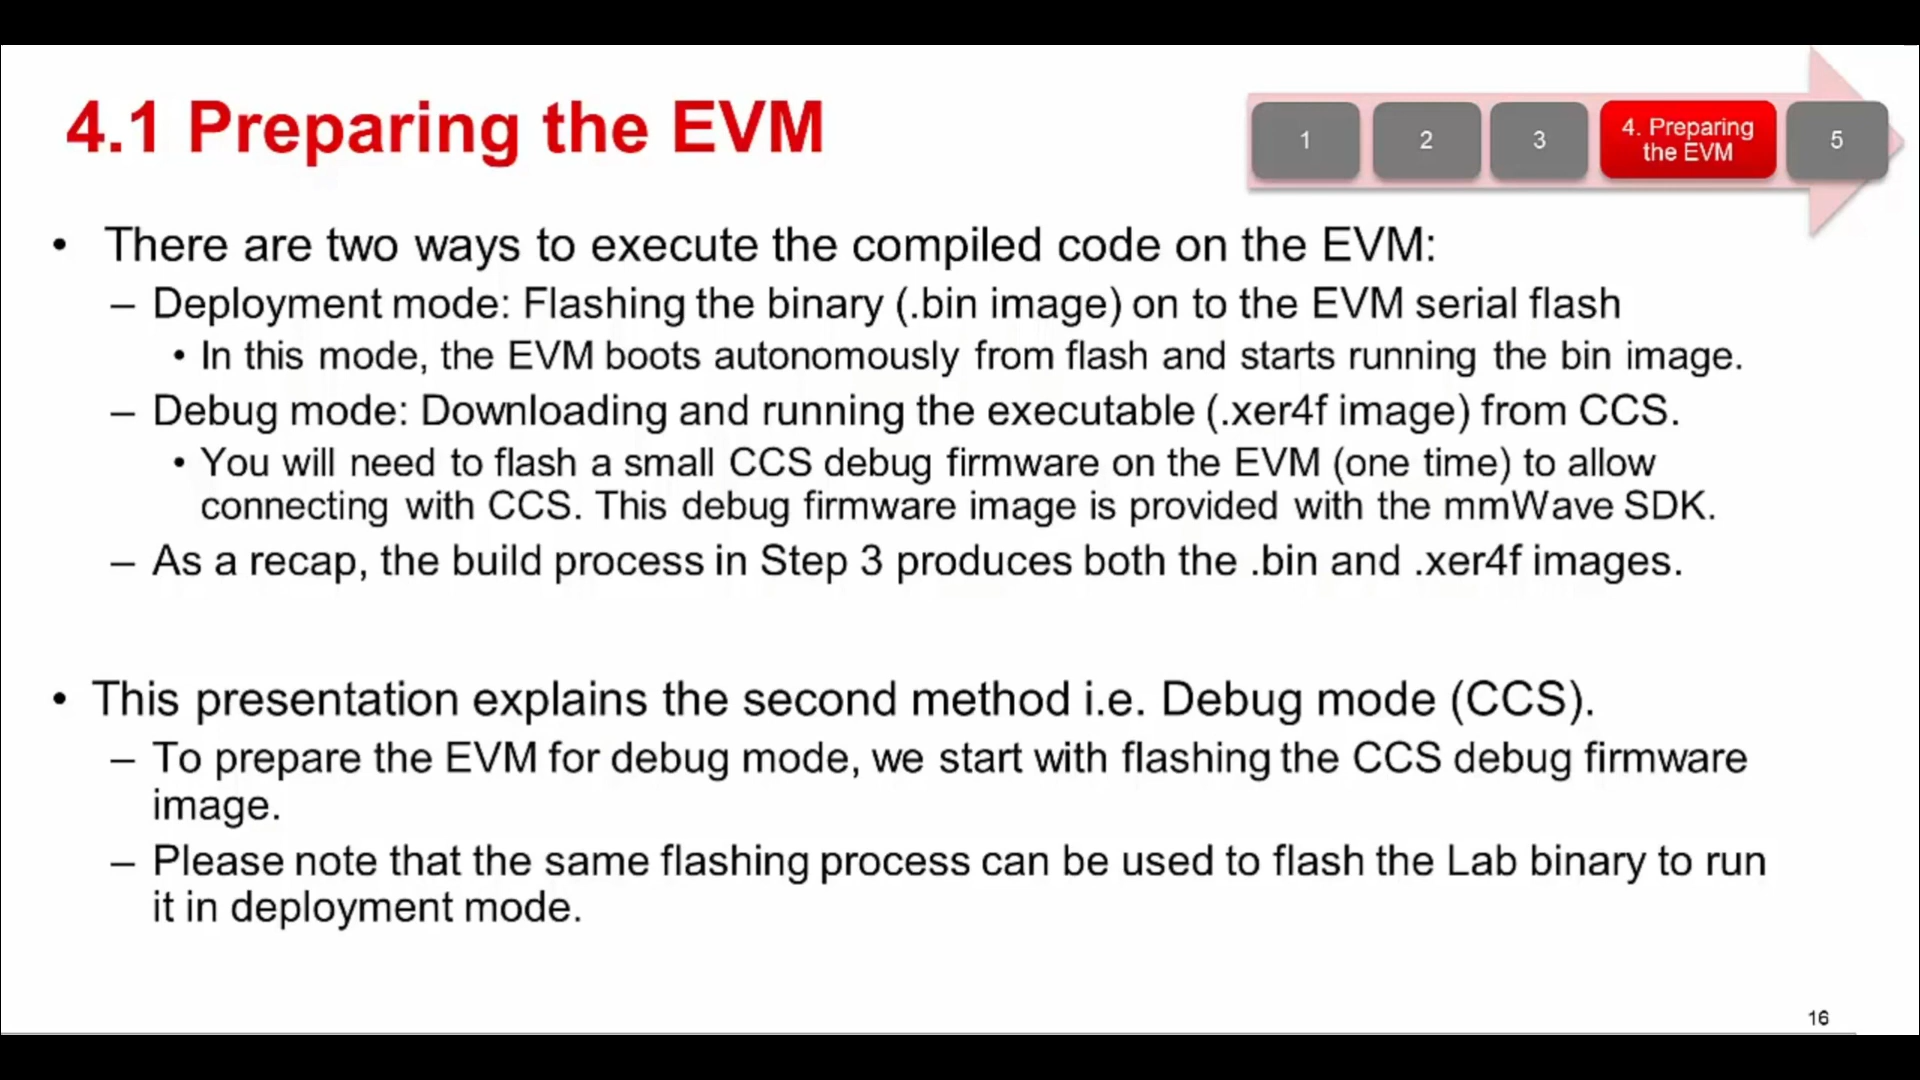 4.1 Preparing the EVM
1
2
3
4. Preparing
the EVM
5
• There are two ways to execute the compiled code on the EVM:
– Deployment mode: Flashing the binary (.bin image) on to the EVM serial flash
• In this mode, the EVM boots autonomously from flash and starts running the bin image.
– Debug mode: Downloading and running the executable (.xer4f image) from CCS.
• You will need to flash a small CCS debug firmware on the EVM (one time) to allow
connecting with CCS. This debug firmware image is provided with the mmWave SDK.
– As a recap, the build process in Step 3 produces both the .bin and .xer4f images.
• This presentation explains the second method i.e. Debug mode (CCS).
– To prepare the EVM for debug mode, we start with flashing the CCS debug firmware
image.
– Please note that the same flashing process can be used to flash the Lab binary to run
it in deployment mode.
16